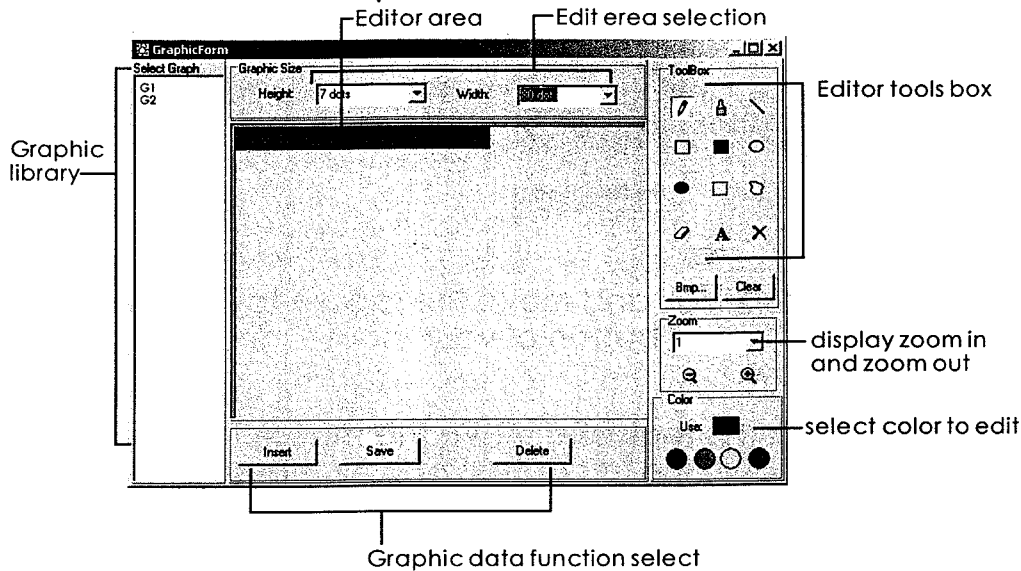 Editor area
Edit erea selection
GraphicForm
Select Graph
G1
G2
Graphic Size
Height:
7 dots
Width:
ToolBox
Editor tools box
Graphic
library
A
Bmp...
Clear
Zoom
1
display zoom in
and zoom out
Color
Use:
select color to edit
Insert
Save
Delete
Graphic data function select